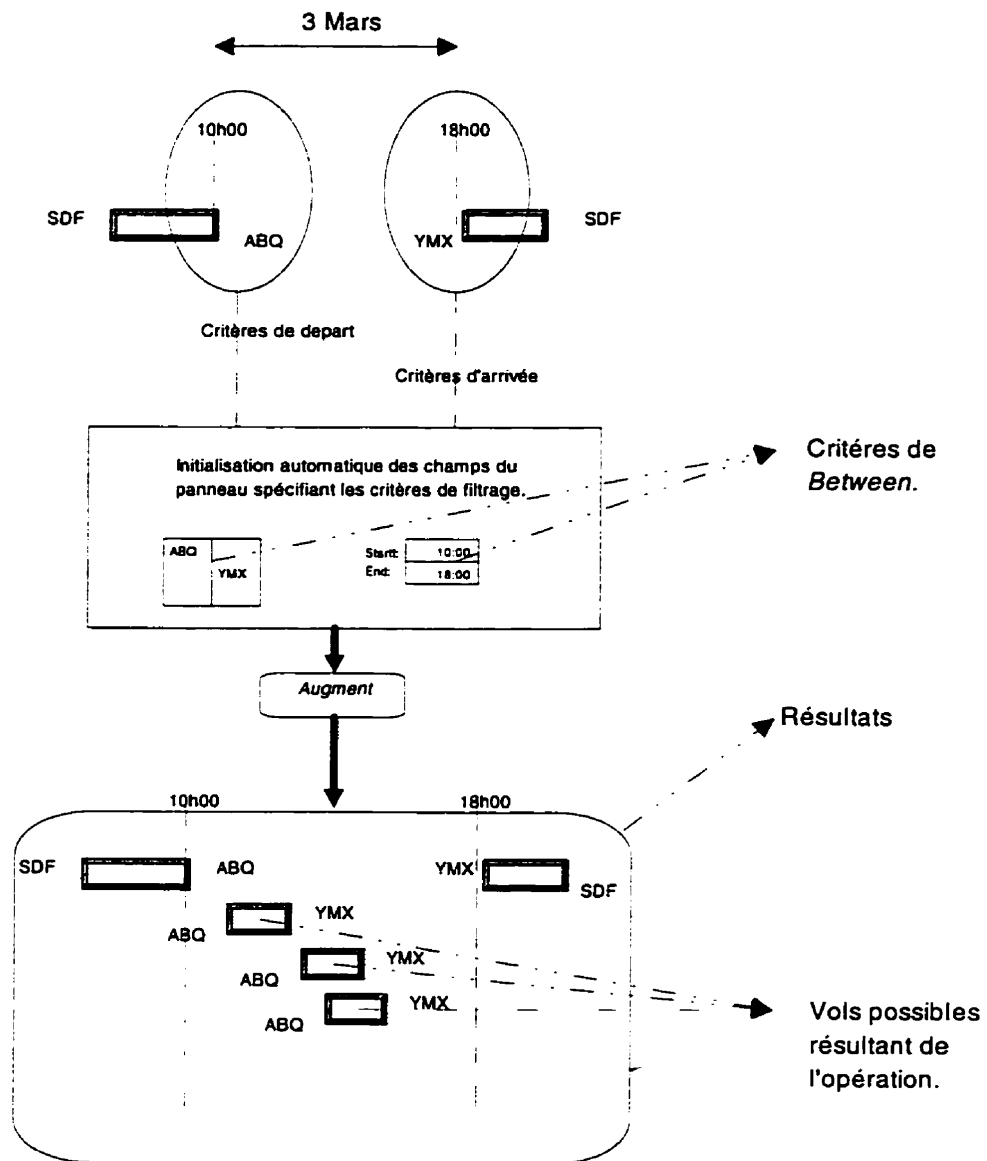 3 Mars
10h00
18h00
SDF
ABQ
YMX
SDF
Critères de depart
Critères d'arrivée
Initialisation automatique des champs du
panneau spécifiant les critères de filtrage.
ABQ
YMX
Start: 10:00
End: 18:00
Critéres de
Between.
Augment
Résultats
10h00
18h00
SDF
ABQ
YMX
SDF
ABQ
YMX
ABQ
YMX
ABQ
YMX
Vols possibles
résultant de
l'opération.